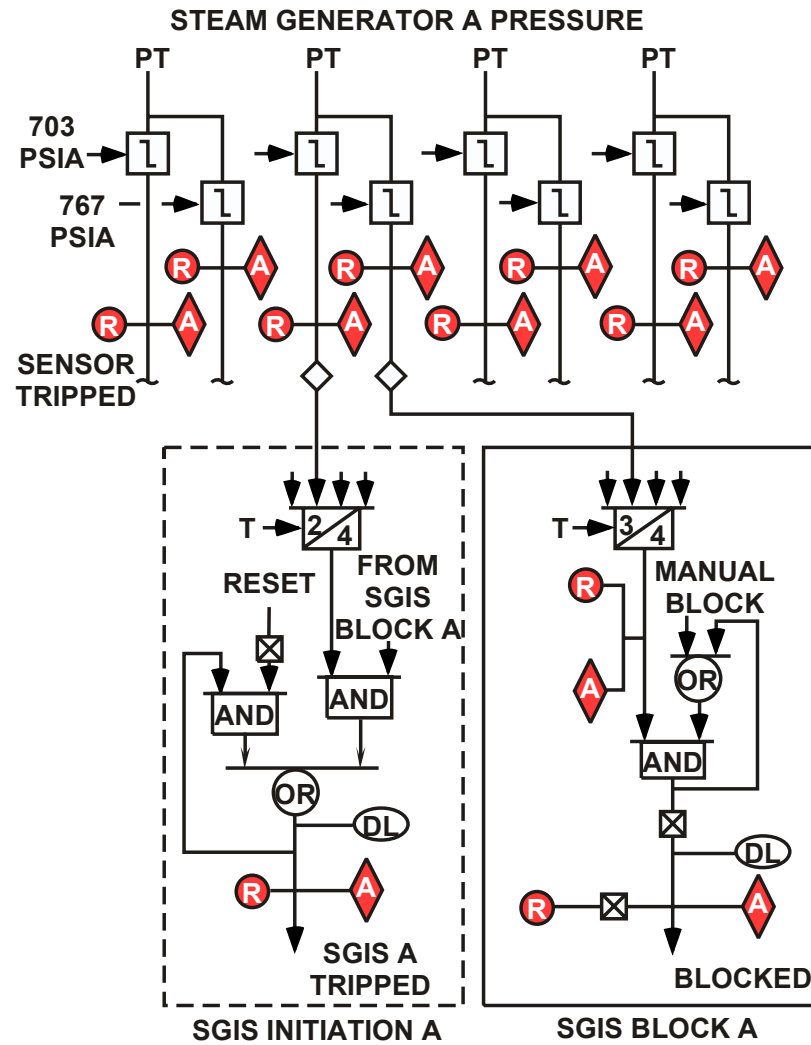 STEAM GENERATOR A PRESSURE
PT PT PT PT
703
PSIA
767
PSIA
R A R A R A R A
R A R A R A R A
SENSOR
TRIPPED
T 2/4
T 3/4
FROM
SGIS
BLOCK A
RESET
R
MANUAL
BLOCK
A
OR
AND
AND
AND
OR
DL
DL
R A
R A
SGIS A
TRIPPED
BLOCKED
SGIS INITIATION A
SGIS BLOCK A